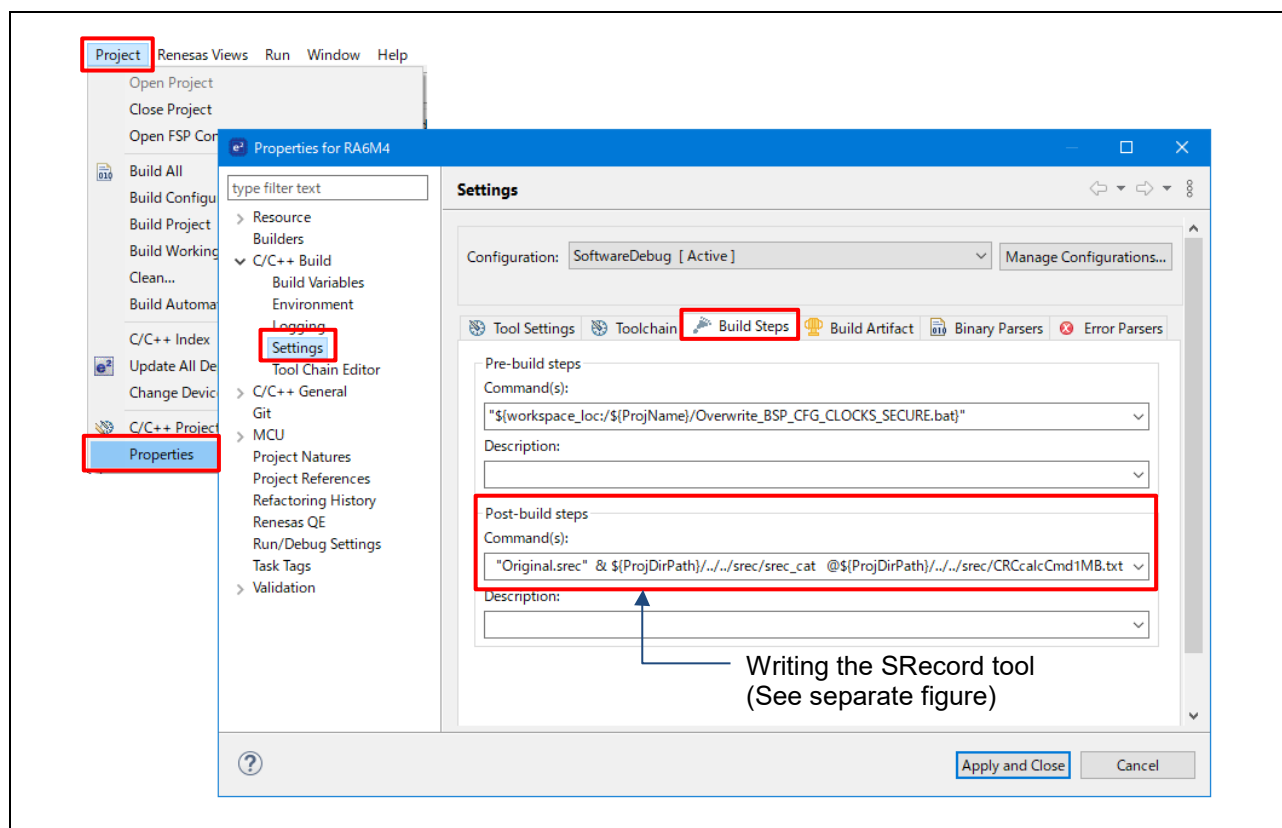 Project Renesas Views Run Window Help
Open Project
Close Project
Open FSP Con
Build All
Build Configu
Build Project
Build Working
Clean...
Build Automa
C/C++ Index
Update All De
Change Devic
C/C++ Project
Properties
e² Properties for RA6M4
type filter text
Resource
Builders
C/C++ Build
Build Variables
Environment
Logging
Settings
Tool Chain Editor
C/C++ General
Git
MCU
Project Natures
Project References
Refactoring History
Renesas QE
Run/Debug Settings
Task Tags
Validation
Settings
Configuration: SoftwareDebug [ Active ] Manage Configurations...
Tool Settings Toolchain Build Steps Build Artifact Binary Parsers Error Parsers
Pre-build steps
Command(s):
"${workspace_loc:/${ProjName}/Overwrite_BSP_CFG_CLOCKS_SECURE.bat}"
Description:
Post-build steps
Command(s):
"Original.srec" & ${ProjDirPath}/../../srec/srec_cat @${ProjDirPath}/../../srec/CRCcalcCmd1MB.txt
Description:
Writing the SRecord tool
(See separate figure)
Apply and Close Cancel